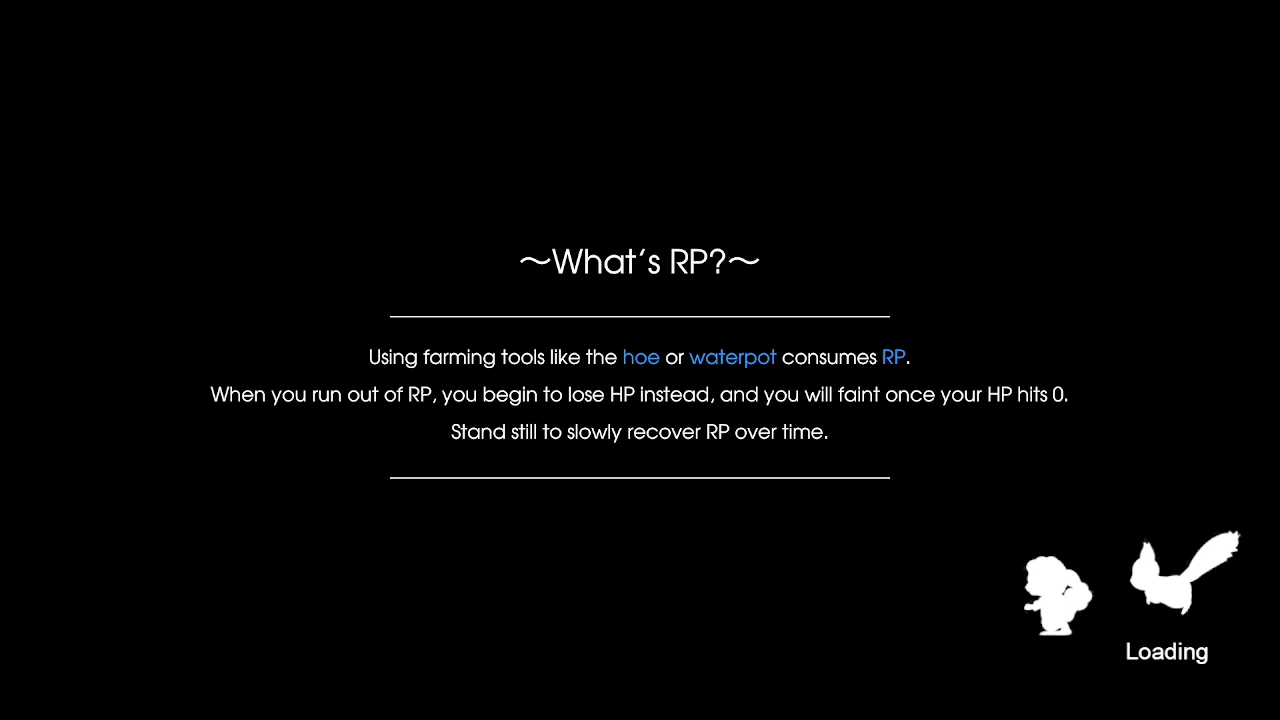 ～What's RP?～
Using farming tools like the hoe or waterpot consumes RP.
When you run out of RP, you begin to lose HP instead, and you will faint once your HP hits 0.
Stand still to slowly recover RP over time.
Loading